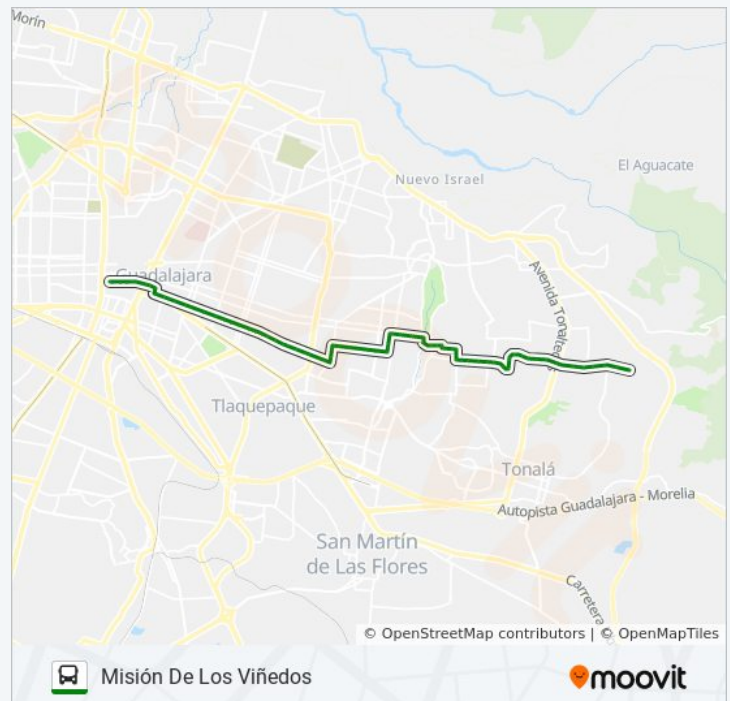 Morín
El Aguacate
Nuevo Israel
Guadalajara
Avenida Tonaltecas
Tlaquepaque
Tonalá
Autopista Guadalajara - Morelia
San Martín
de Las Flores
Carretera
© OpenStreetMap contributors | © OpenMapTiles
Misión De Los Viñedos
moovit